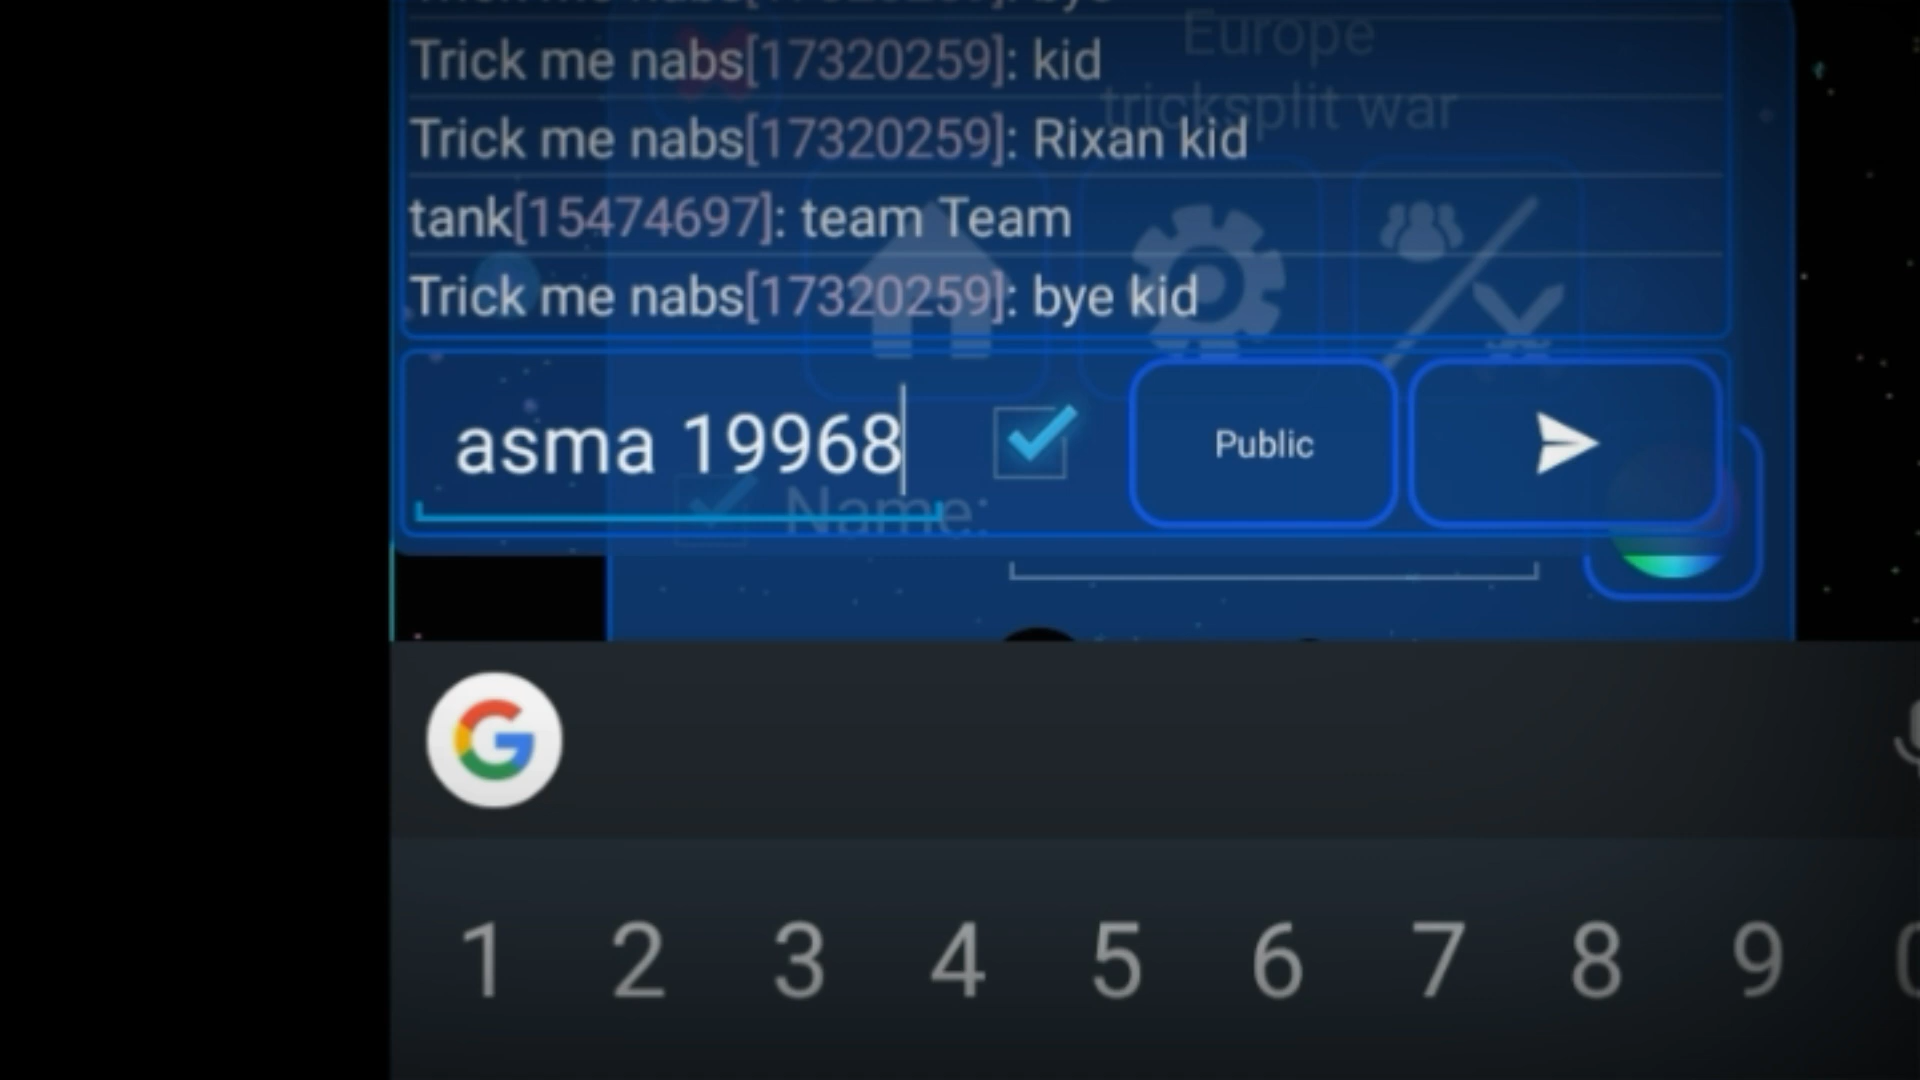 Europe
tricksplit war
Trick me nabs[17320259]: kid
Trick me nabs[17320259]: Rixan kid
tank[15474697]: team Team
Trick me nabs[17320259]: bye kid
asma 19968
Public
Name:
G
1 2 3 4 5 6 7 8 9 0